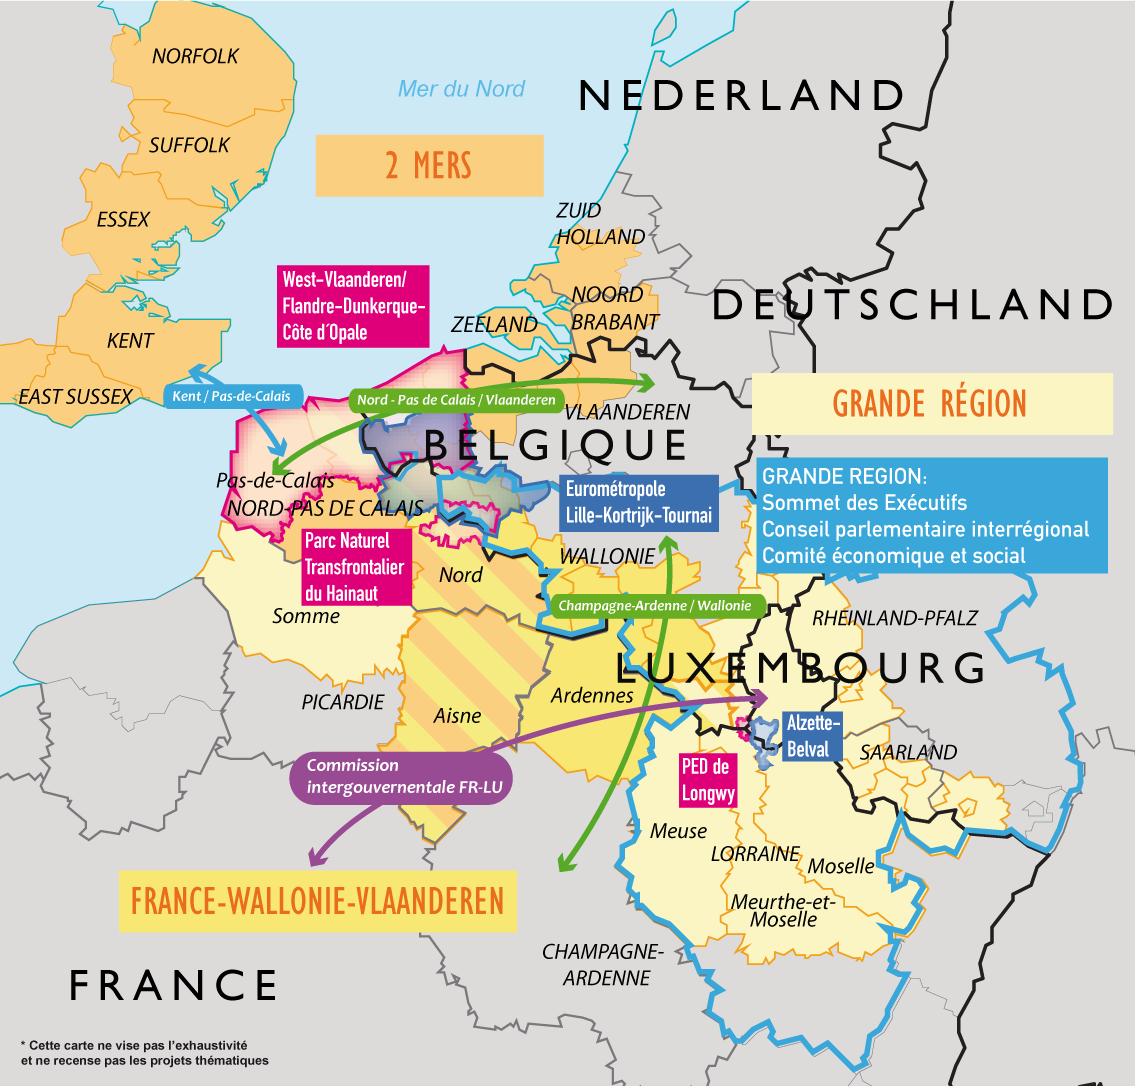 NORFOLK
Mer du Nord
NEDERLAND
SUFFOLK
2 MERS
ESSEX
ZUID
HOLLAND
West-Vlaanderen/
Flandre-Dunkerque-
Côte d´Opale
NOORD
BRABANT
ZEELAND
DEUTSCHLAND
KENT
EAST SUSSEX
Kent / Pas-de-Calais
Nord - Pas de Calais / Vlaanderen
VLAANDEREN
GRANDE RÉGION
BELGIQUE
Pas-de-Calais
NORD-PAS DE CALAIS
Eurométropole
Lille-Kortrijk-Tournai
GRANDE REGION:
Sommet des Exécutifs
Conseil parlementaire interrégional
Comité économique et social
Parc Naturel
Transfrontalier
du Hainaut
WALLONIE
Nord
Somme
Champagne-Ardenne / Wallonie
RHEINLAND-PFALZ
LUXEMBOURG
PICARDIE
Aisne
Ardennes
Alzette-
Belval
SAARLAND
Commission
intergouvernentale FR-LU
PED de
Longwy
Meuse
LORRAINE
Moselle
FRANCE-WALLONIE-VLAANDEREN
Meurthe-et-
Moselle
CHAMPAGNE-
ARDENNE
FRANCE
* Cette carte ne vise pas l'exhaustivité
et ne recense pas les projets thématiques